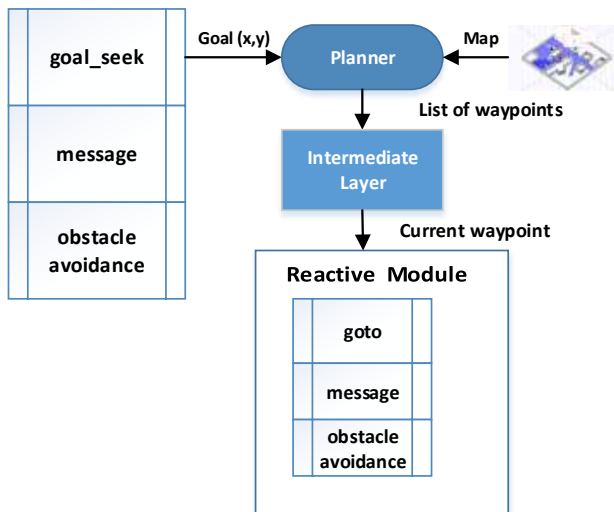 goal_seek
message
obstacle
avoidance
Goal (x,y)
Planner
Map
List of waypoints
Intermediate
Layer
Current waypoint
Reactive Module
goto
message
obstacle
avoidance